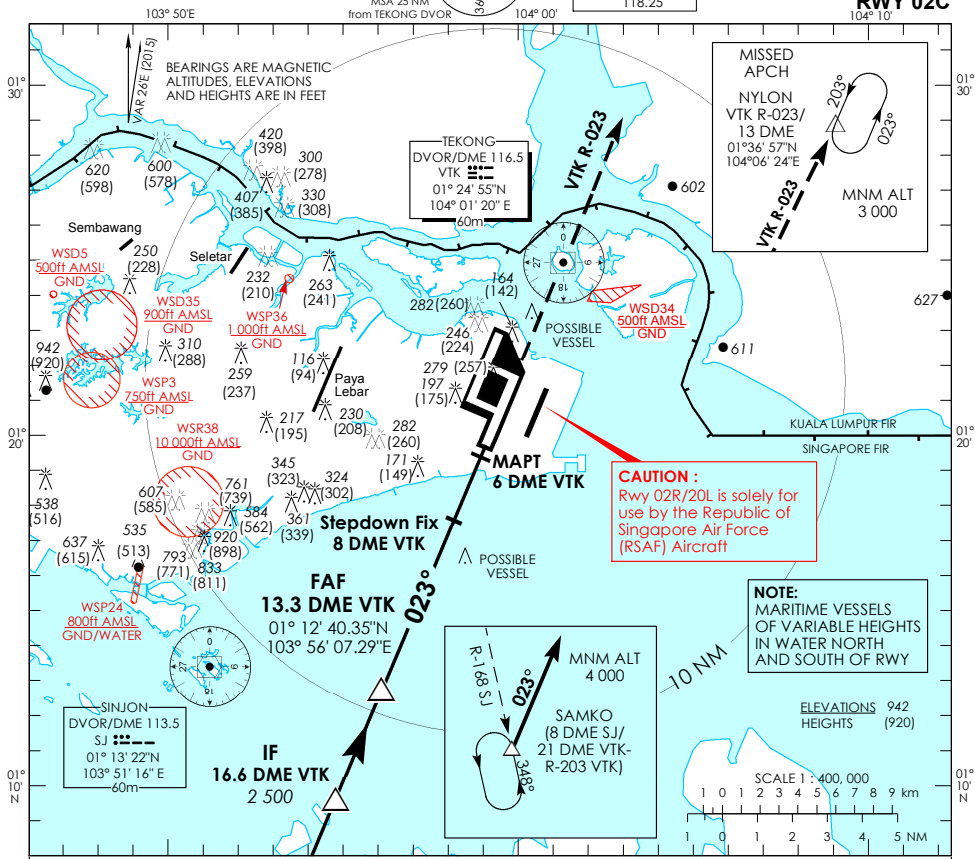 103° 50'E
MSA 25 NM
from TEKONG DVOR
36
104° 00'
118.25
RWY 02C
104° 10'
01°
30'
VAR 26'E (2015)
BEARINGS ARE MAGNETIC
ALTITUDES, ELEVATIONS
AND HEIGHTS ARE IN FEET
MISSED
APCH
NYLON
VTK R-023/
13 DME
01°36' 57"N
104°06' 24"E
203°
023°
VTK R-023
MNM ALT
3 000
01°
30'
TEKONG
DVOR/DME 116.5
VTK
01° 24' 55"N
104° 01' 20" E
60m
VTK R-023
620
(598)
600
(578)
420
(398)
300
(278)
407
(385)
330
(308)
602
Sembawang
250
(228)
Seletar
232
(210)
263
(241)
WSD5
500ft AMSL
GND
WSD35
900ft AMSL
GND
WSP36
1 000ft AMSL
GND
282(260)
164
(142)
246
(224)
POSSIBLE
VESSEL
0
9
18
27
WSD34
500ft AMSL
GND
627
611
942
(920)
310
(288)
259
(237)
116
(94)
279
(257)
197
(175)
WSP3
750ft AMSL
GND
Paya
Lebar
217
(195)
230
(208)
282
(260)
171
(149)
WSR38
10 000ft AMSL
GND
KUALA LUMPUR FIR
SINGAPORE FIR
01°
20'
01°
20'
MAPT
6 DME VTK
CAUTION :
Rwy 02R/20L is solely for
use by the Republic of
Singapore Air Force
(RSAF) Aircraft
538
(516)
607
(585)
761
(739)
345
(323)
324
(302)
584
(562)
361
(339)
Stepdown Fix
8 DME VTK
637
(615)
535
(513)
793
(771)
920
(898)
833
(811)
POSSIBLE
VESSEL
WSP24
800ft AMSL
GND/WATER
FAF
13.3 DME VTK
01° 12' 40.35"N
103° 56' 07.29"E
023°
NOTE:
MARITIME VESSELS
OF VARIABLE HEIGHTS
IN WATER NORTH
AND SOUTH OF RWY
0
9
18
27
10 NM
R-168 SJ
023°
MNM ALT
4 000
SAMKO
(8 DME SJ/
21 DME VTK-
R-203 VTK)
348°
SINJON
DVOR/DME 113.5
SJ
01° 13' 22"N
103° 51' 16" E
60m
ELEVATIONS 942
HEIGHTS (920)
IF
16.6 DME VTK
2 500
01°
10'
N
SCALE 1 : 400, 000
1 0 1 2 3 4 5 6 7 8 9 km
1 0 1 2 3 4 5 NM
01°
10'
N